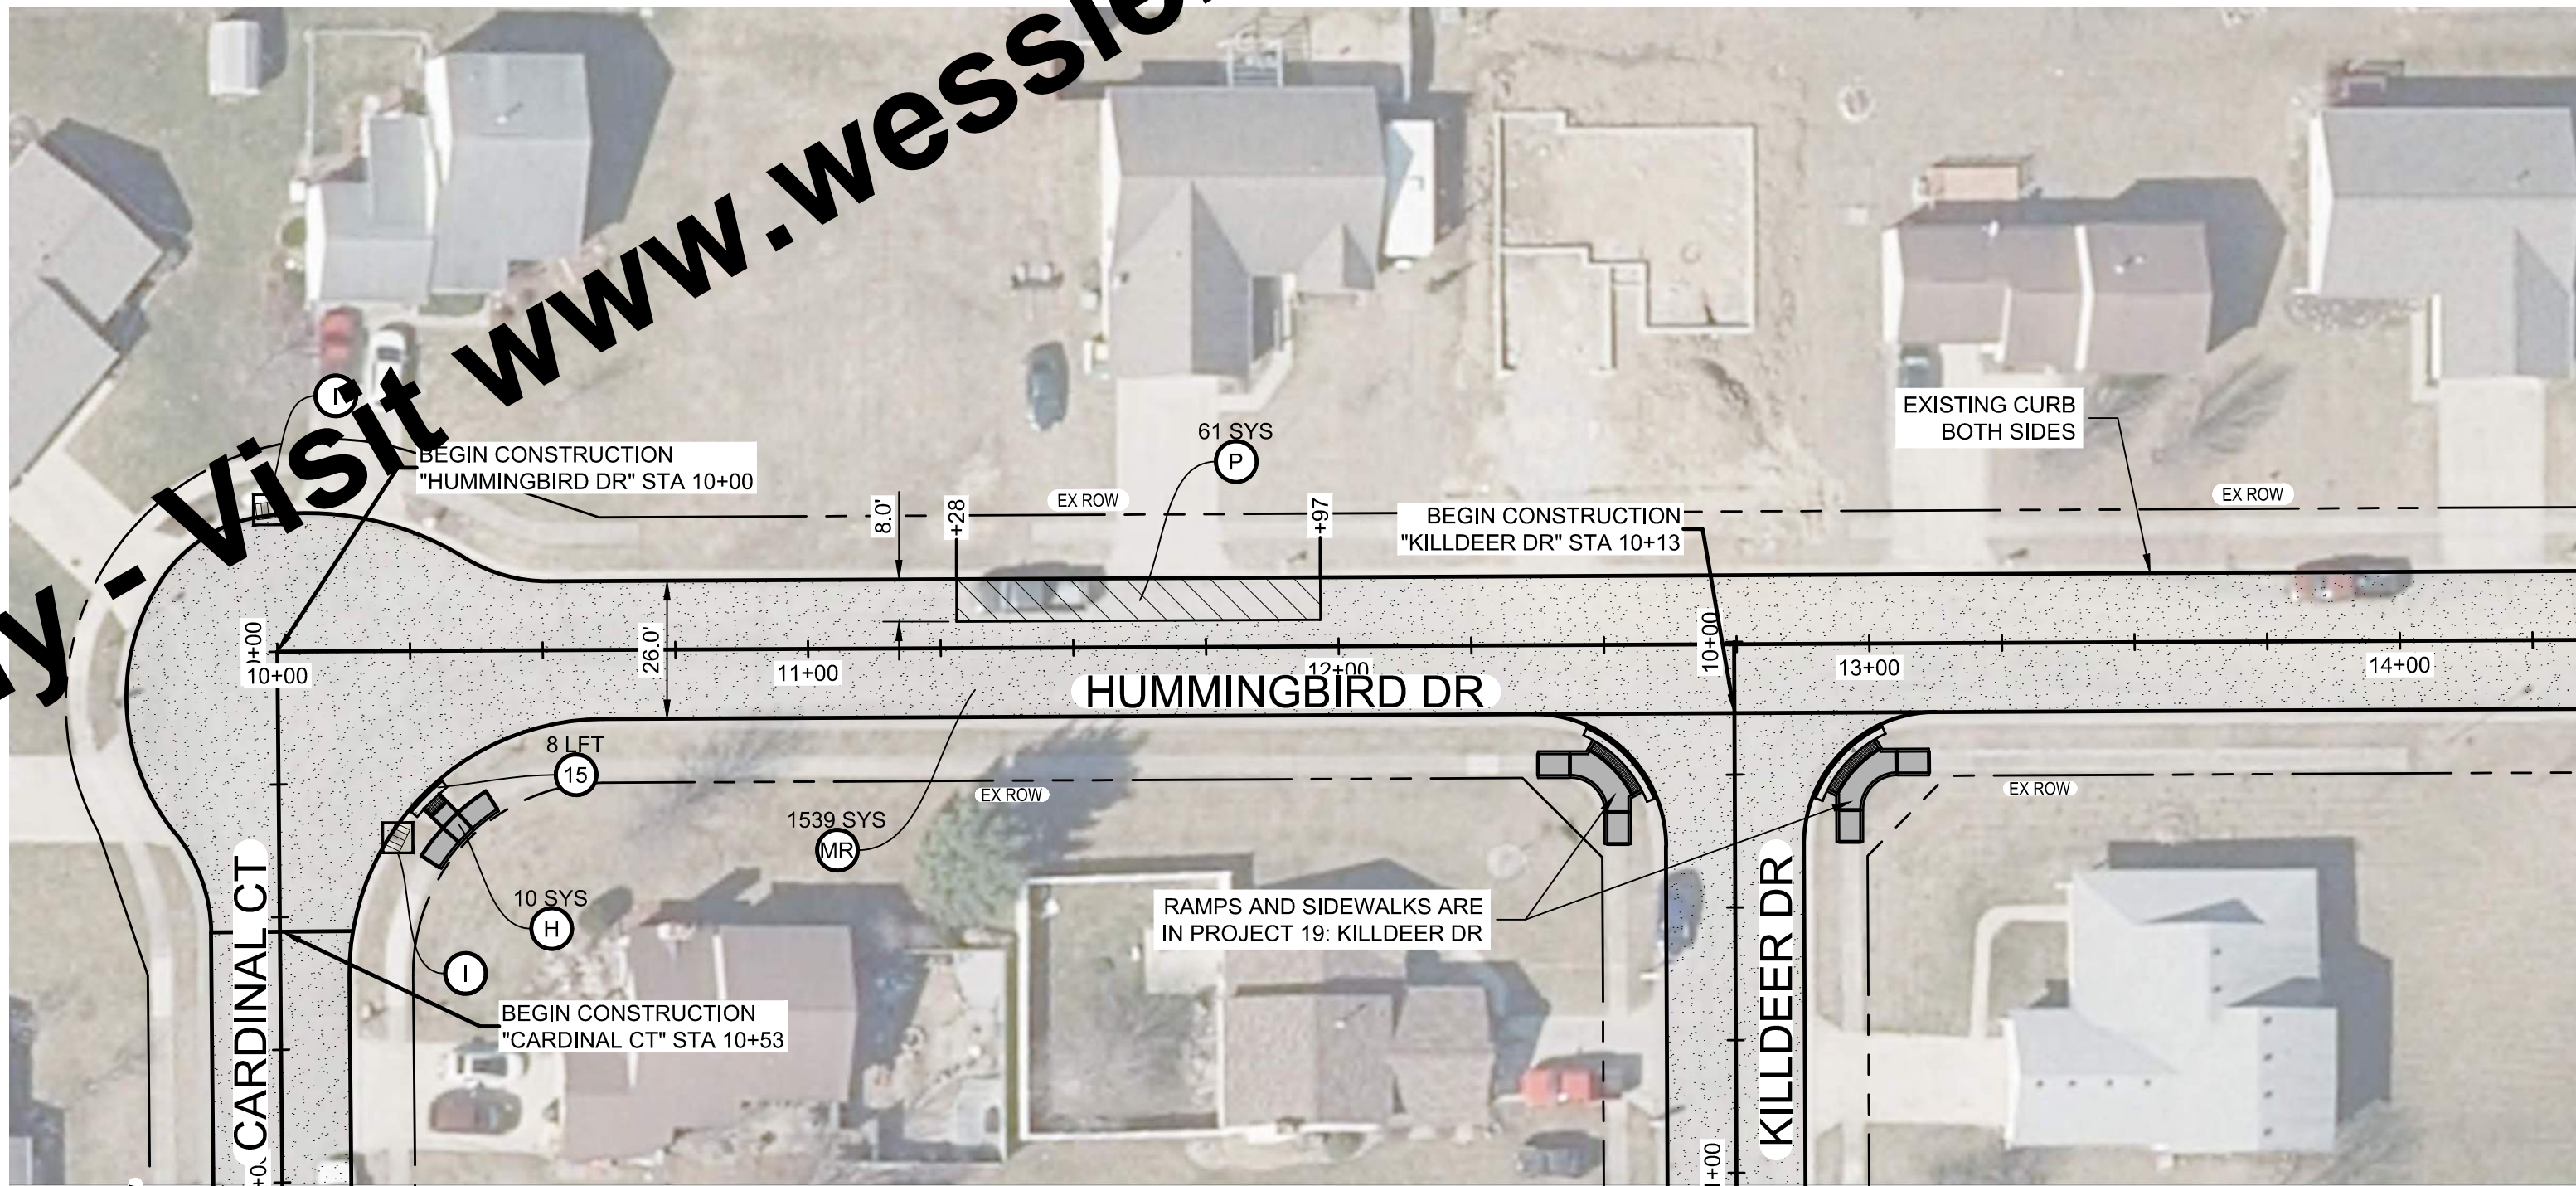 y - Visit www.wessle
I
BEGIN CONSTRUCTION
"HUMMINGBIRD DR" STA 10+00
61 SYS
P
EXISTING CURB
BOTH SIDES
8.0'
+28
EX ROW
+97
BEGIN CONSTRUCTION
"KILLDEER DR" STA 10+13
EX ROW
10+00
26.0'
11+00
12+00
10+00
13+00
14+00
HUMMINGBIRD DR
8 LFT
15
EX ROW
EX ROW
1539 SYS
MR
10 SYS
H
I
RAMPS AND SIDEWALKS ARE
IN PROJECT 19: KILLDEER DR
CARDINAL CT
KILLDEER DR
BEGIN CONSTRUCTION
"CARDINAL CT" STA 10+53